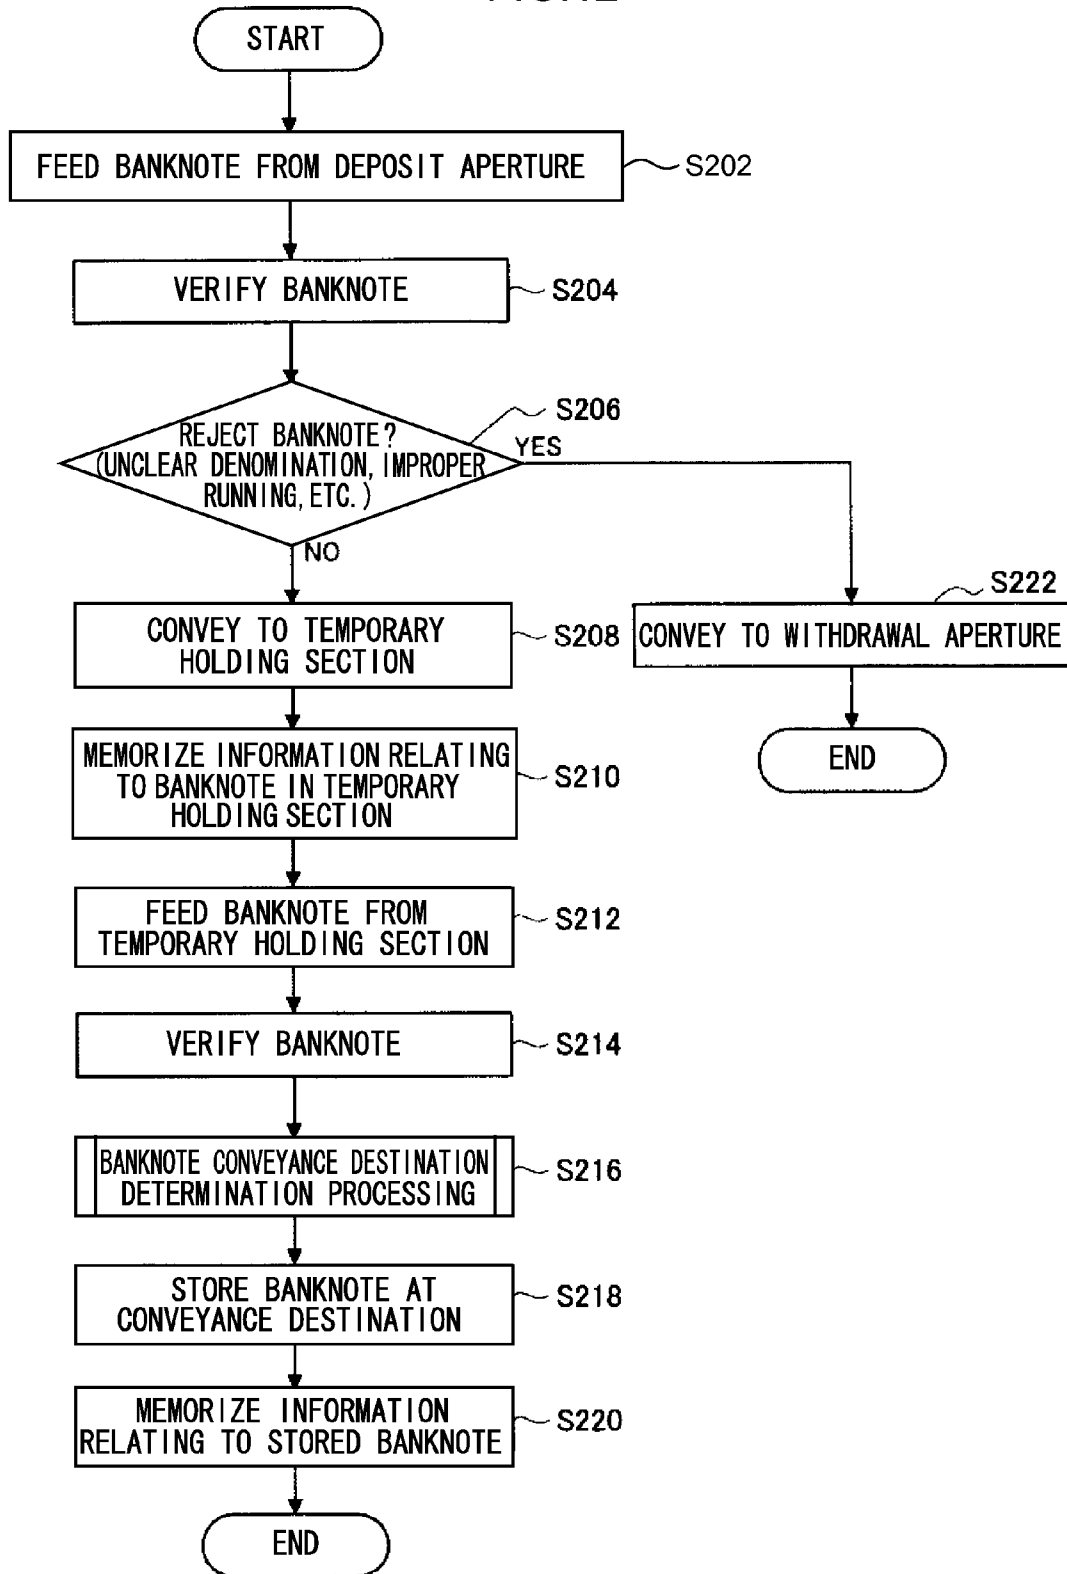 START
FEED BANKNOTE FROM DEPOSIT APERTURE
S202
VERIFY BANKNOTE
S204
REJECT BANKNOTE?
(UNCLEAR DENOMINATION, IMPROPER
RUNNING, ETC.)
S206
YES
NO
CONVEY TO TEMPORARY
HOLDING SECTION
S208
S222
CONVEY TO WITHDRAWAL APERTURE
END
MEMORIZE INFORMATION RELATING
TO BANKNOTE IN TEMPORARY
HOLDING SECTION
S210
FEED BANKNOTE FROM
TEMPORARY HOLDING SECTION
S212
VERIFY BANKNOTE
S214
BANKNOTE CONVEYANCE DESTINATION
DETERMINATION PROCESSING
S216
STORE BANKNOTE AT
CONVEYANCE DESTINATION
S218
MEMORIZE INFORMATION
RELATING TO STORED BANKNOTE
S220
END